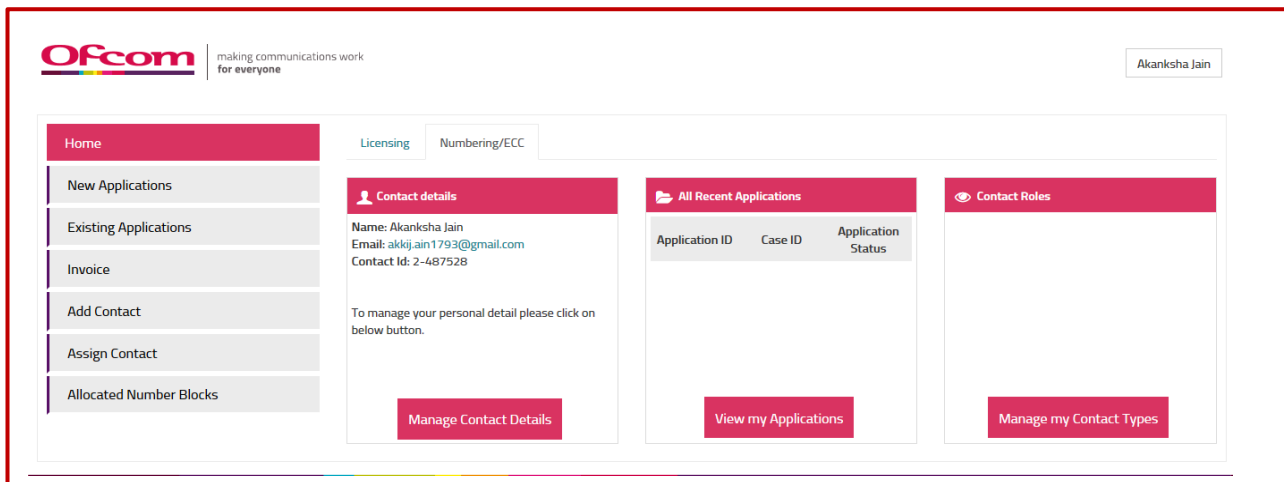 Ofcom
making communications work
for everyone
Akanksha Jain
Home
New Applications
Existing Applications
Invoice
Add Contact
Assign Contact
Allocated Number Blocks
Licensing
Numbering/ECC
Contact details
Name: Akanksha Jain
Email: akkij.ain1793@gmail.com
Contact Id: 2-487528
To manage your personal detail please click on
below button.
Manage Contact Details
All Recent Applications
Application ID
Case ID
Application
Status
View my Applications
Contact Roles
Manage my Contact Types